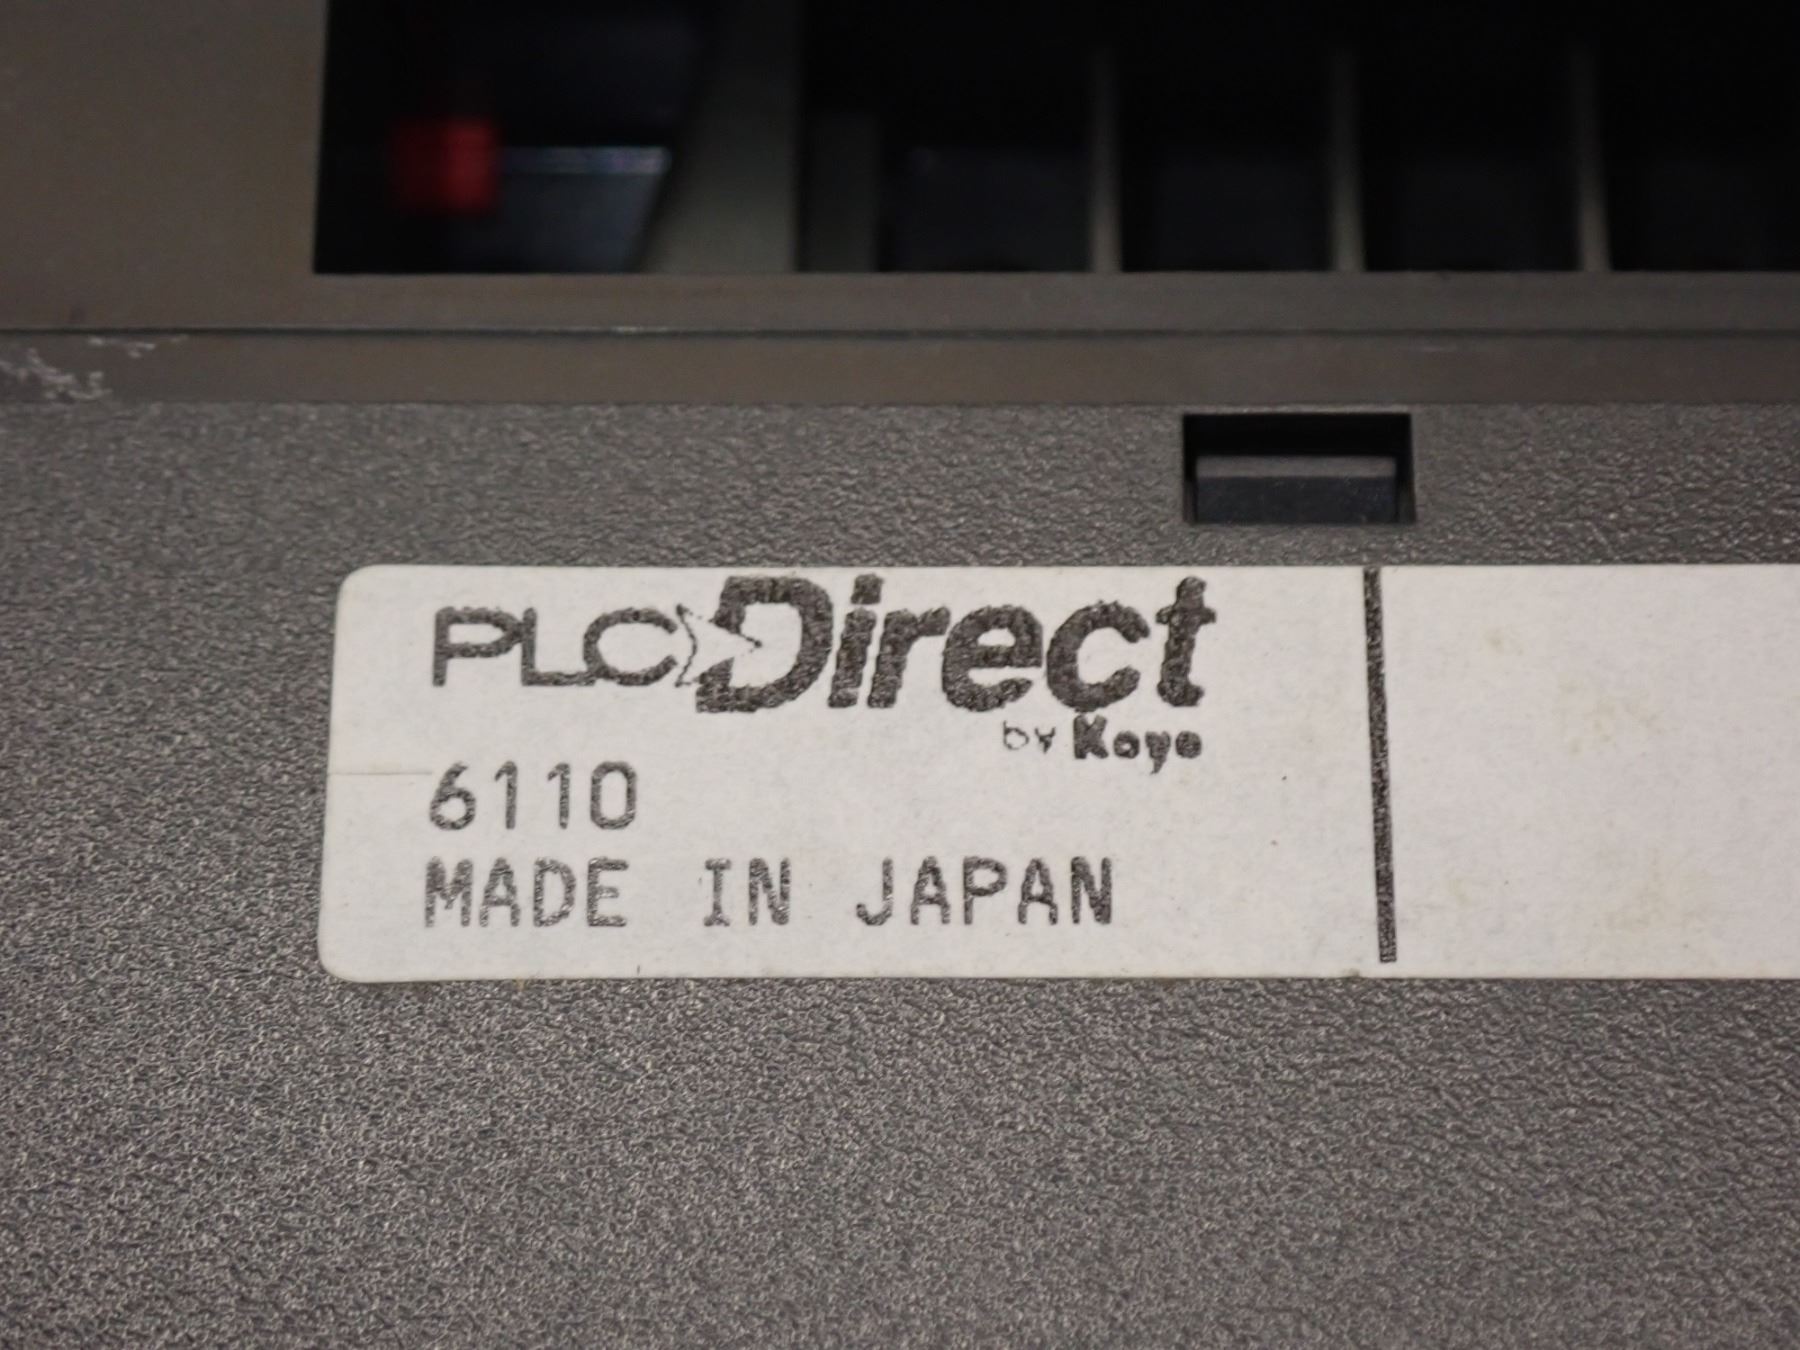 PLC Direct
by Koyo
6110
MADE IN JAPAN